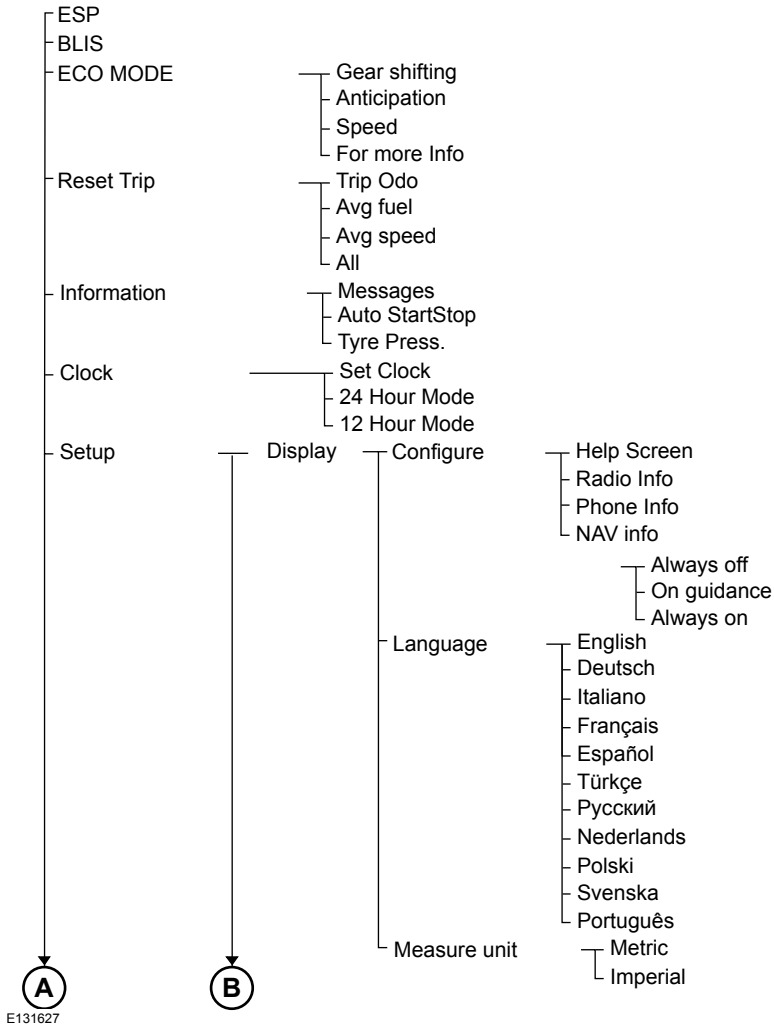 ESP
BLIS
ECO MODE
Gear shifting
Anticipation
Speed
For more Info
Reset Trip
Trip Odo
Avg fuel
Avg speed
All
Information
Messages
Auto StartStop
Tyre Press.
Clock
Set Clock
24 Hour Mode
12 Hour Mode
Setup
Display
Configure
Help Screen
Radio Info
Phone Info
NAV info
Always off
On guidance
Always on
Language
English
Deutsch
Italiano
Français
Español
Türkçe
Русский
Nederlands
Polski
Svenska
Português
Measure unit
Metric
Imperial
A
B
E131627